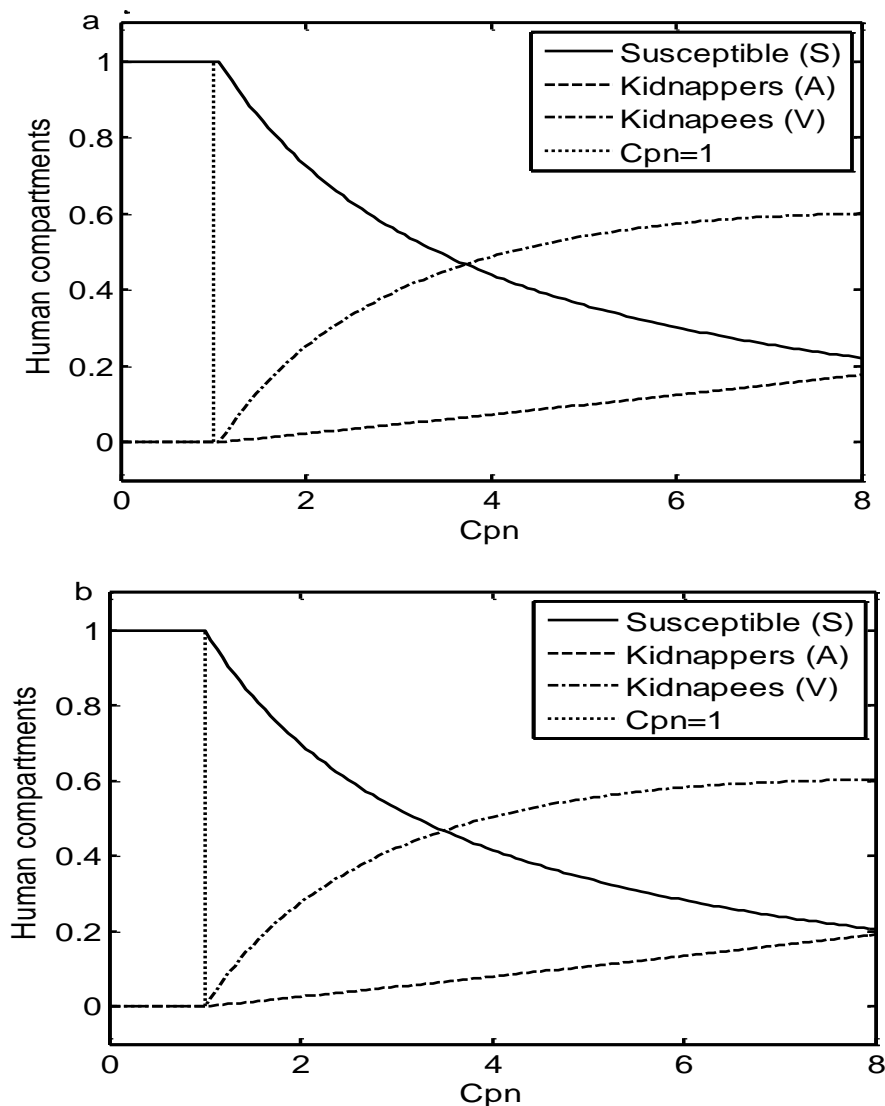 a
Susceptible (S)
Kidnappers (A)
Kidnapees (V)
Cpn=1
1
0.8
0.6
0.4
0.2
0
Human compartments
0 2 4 6 8
Cpn
b
Susceptible (S)
Kidnappers (A)
Kidnapees (V)
Cpn=1
1
0.8
0.6
0.4
0.2
0
Human compartments
0 2 4 6 8
Cpn